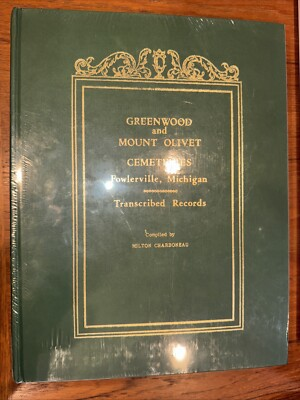 GREENWOOD
and
MOUNT OLIVET
CEMETERIES
Fowlerville, Michigan
Transcribed Records
Compiled by
MILTON CHARBONEAU